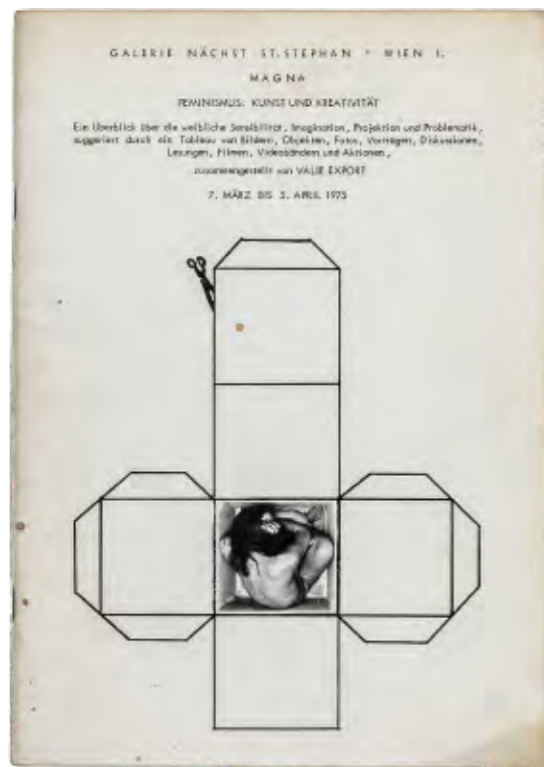 GALERIE NÄCHST ST.STEPHAN * WIEN I.
MAGNA
FEMINISMUS: KUNST UND KREATIVITÄT
Ein Überblick über die weibliche Sensibilität, Imagination, Projektion und Problematik,
suggeriert durch ein Tableau von Bildern, Objekten, Fotos, Vorträgen, Diskussionen,
Lesungen, Filmen, Videobändern und Aktionen,
zusammengestellt von VALIE EXPORT
7. MÄRZ BIS 5. APRIL 1975